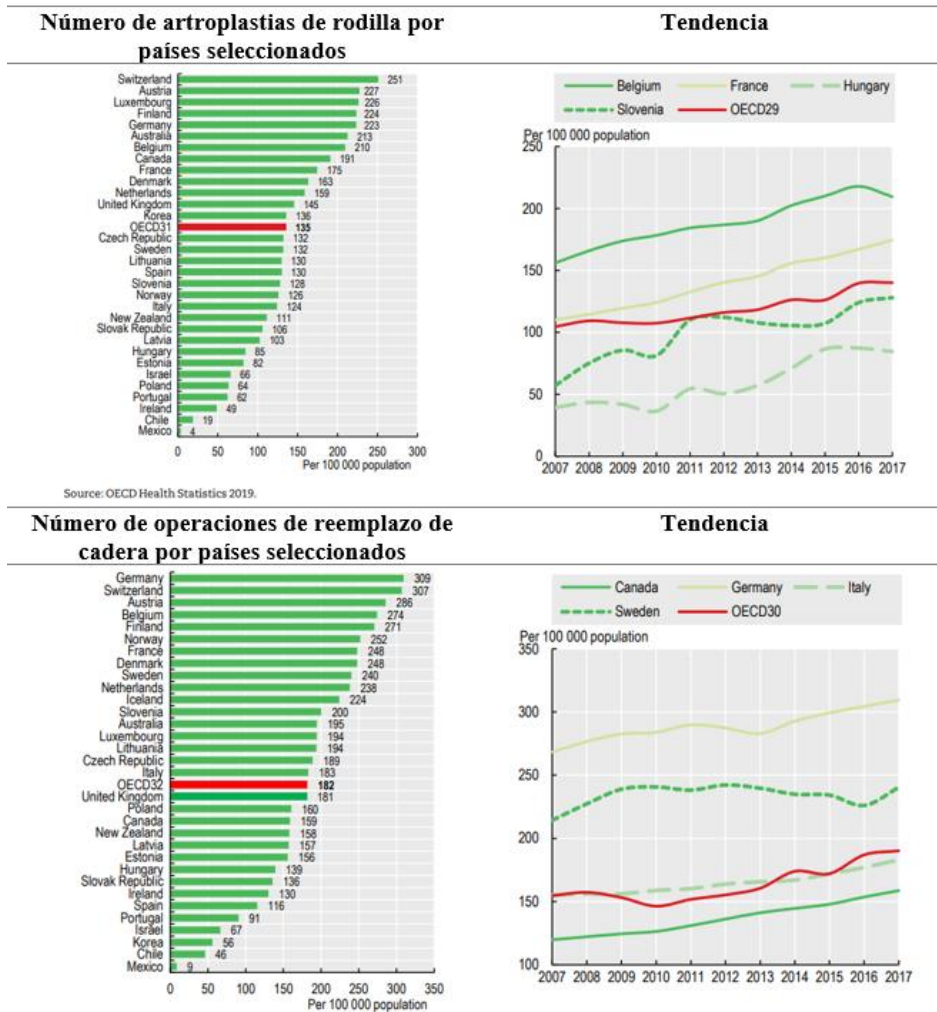 Número de artroplastias de rodilla por
países seleccionados
Tendencia
Switzerland 251
Austria 227
Luxembourg 226
Finland 224
Germany 223
Australia 213
Belgium 210
Canada 191
France 175
Denmark 163
Netherlands 159
United Kingdom 145
Korea 136
OECD31 135
Czech Republic 132
Sweden 132
Lithuania 130
Spain 130
Slovenia 128
Norway 126
Italy 124
New Zealand 111
Slovak Republic 106
Latvia 103
Hungary 85
Estonia 82
Israel 66
Poland 64
Portugal 62
Ireland 49
Chile 19
Mexico 4
0 50 100 150 200 250 300
Per 100 000 population
Source: OECD Health Statistics 2019.
Belgium France Hungary
Slovenia OECD29
Per 100 000 population
250
200
150
100
50
0
2007 2008 2009 2010 2011 2012 2013 2014 2015 2016 2017
Número de operaciones de reemplazo de
cadera por países seleccionados
Tendencia
Germany 309
Switzerland 307
Austria 286
Belgium 274
Finland 271
Norway 252
France 248
Denmark 248
Sweden 240
Netherlands 238
Iceland 224
Slovenia 200
Australia 195
Luxembourg 194
Lithuania 194
Czech Republic 189
Italy 183
OECD32 182
United Kingdom 181
Poland 160
Canada 159
New Zealand 158
Latvia 157
Estonia 156
Hungary 139
Slovak Republic 136
Ireland 130
Spain 116
Portugal 91
Israel 67
Korea 56
Chile 46
Mexico 9
0 50 100 150 200 250 300 350
Per 100 000 population
Canada Germany Italy
Sweden OECD30
Per 100 000 population
350
300
250
200
150
100
2007 2008 2009 2010 2011 2012 2013 2014 2015 2016 2017